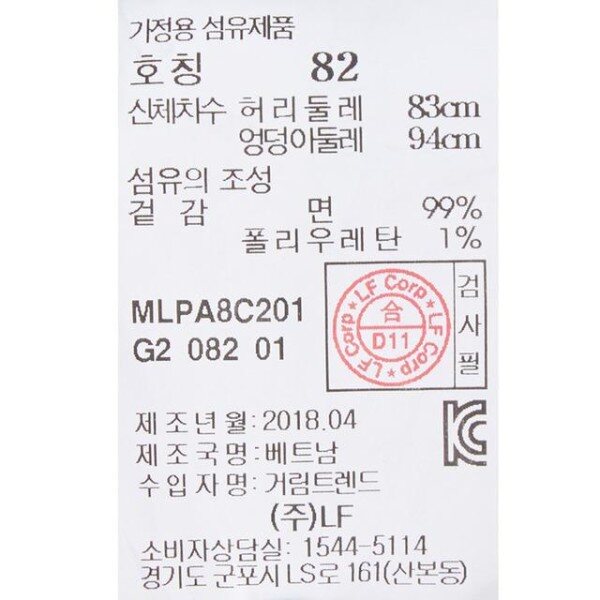 가정용 섬유제품
호칭 82
신체치수 허리둘레 83cm
엉덩아둘레 94cm
섬유의 조성
겉감 면 99%
폴리우레탄 1%
MLPA8C201
G2 082 01
LF Corp ★ LF Corp ★ LF Corp ★
合
D11
검사필
제조년월: 2018.04
제조국명: 베트남
수입자명: 거림트렌드
(주)LF
소비자상담실: 1544-5114
경기도 군포시 LS로 161(산본동)